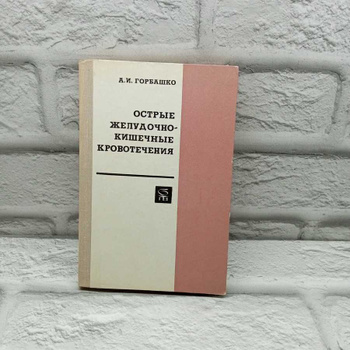 А.И. ГОРБАШКО
ОСТРЫЕ
ЖЕЛУДОЧНО-
КИШЕЧНЫЕ
КРОВОТЕЧЕНИЯ